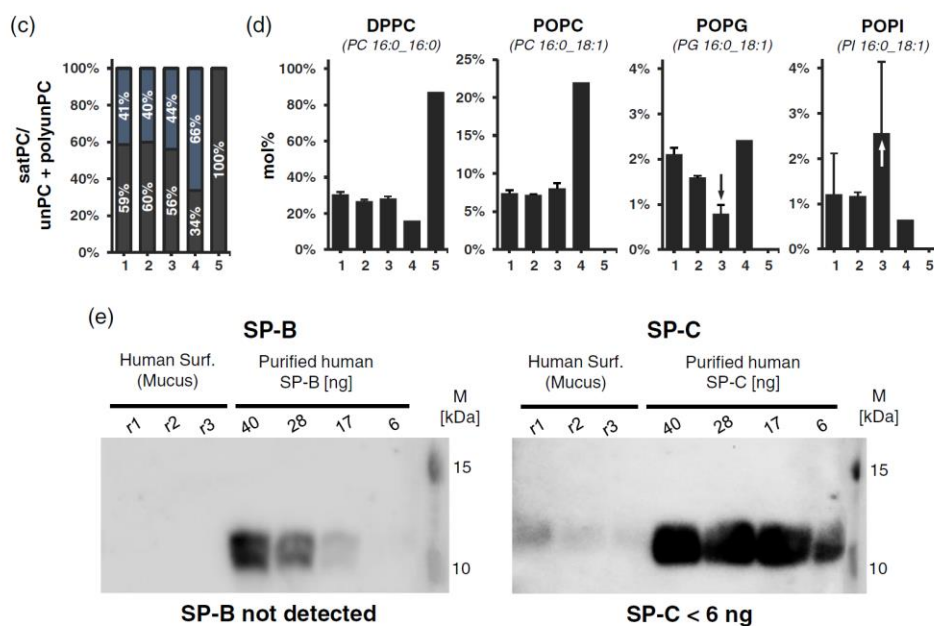 (c)
satPC/
unPC + polyunPC
100%
80%
60%
40%
20%
0%
41%
40%
44%
66%
100%
59%
60%
56%
34%
1 2 3 4 5
(d)
DPPC
(PC 16:0_16:0)
mol%
100%
80%
60%
40%
20%
0%
1 2 3 4 5
POPC
(PC 16:0_18:1)
25%
20%
15%
10%
5%
0%
1 2 3 4 5
POPG
(PG 16:0_18:1)
4%
3%
2%
1%
0%
1 2 3 4 5
POPI
(PI 16:0_18:1)
4%
3%
2%
1%
0%
1 2 3 4 5
(e)
SP-B
Human Surf.
(Mucus)
Purified human
SP-B [ng]
M
[kDa]
r1 r2 r3 40 28 17 6
15
10
SP-B not detected
SP-C
Human Surf.
(Mucus)
Purified human
SP-C [ng]
M
[kDa]
r1 r2 r3 40 28 17 6
15
10
SP-C < 6 ng